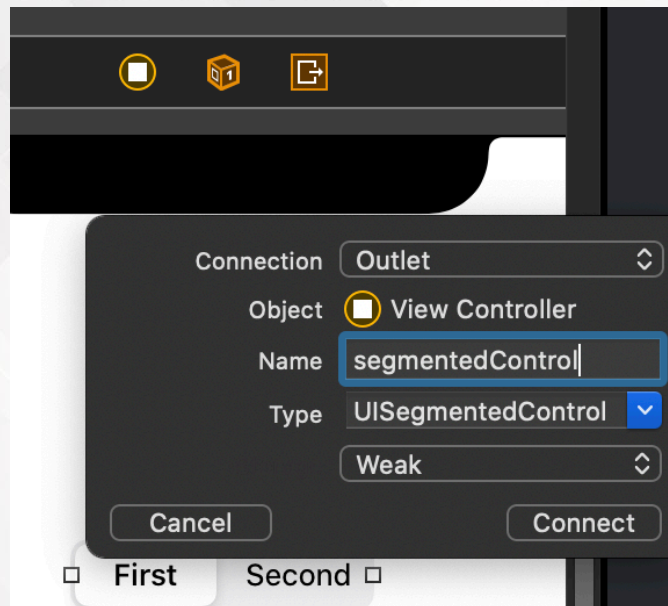 Connection Outlet
Object View Controller
Name segmentedControl
Type UISegmentedControl
Weak
Cancel Connect
First Second